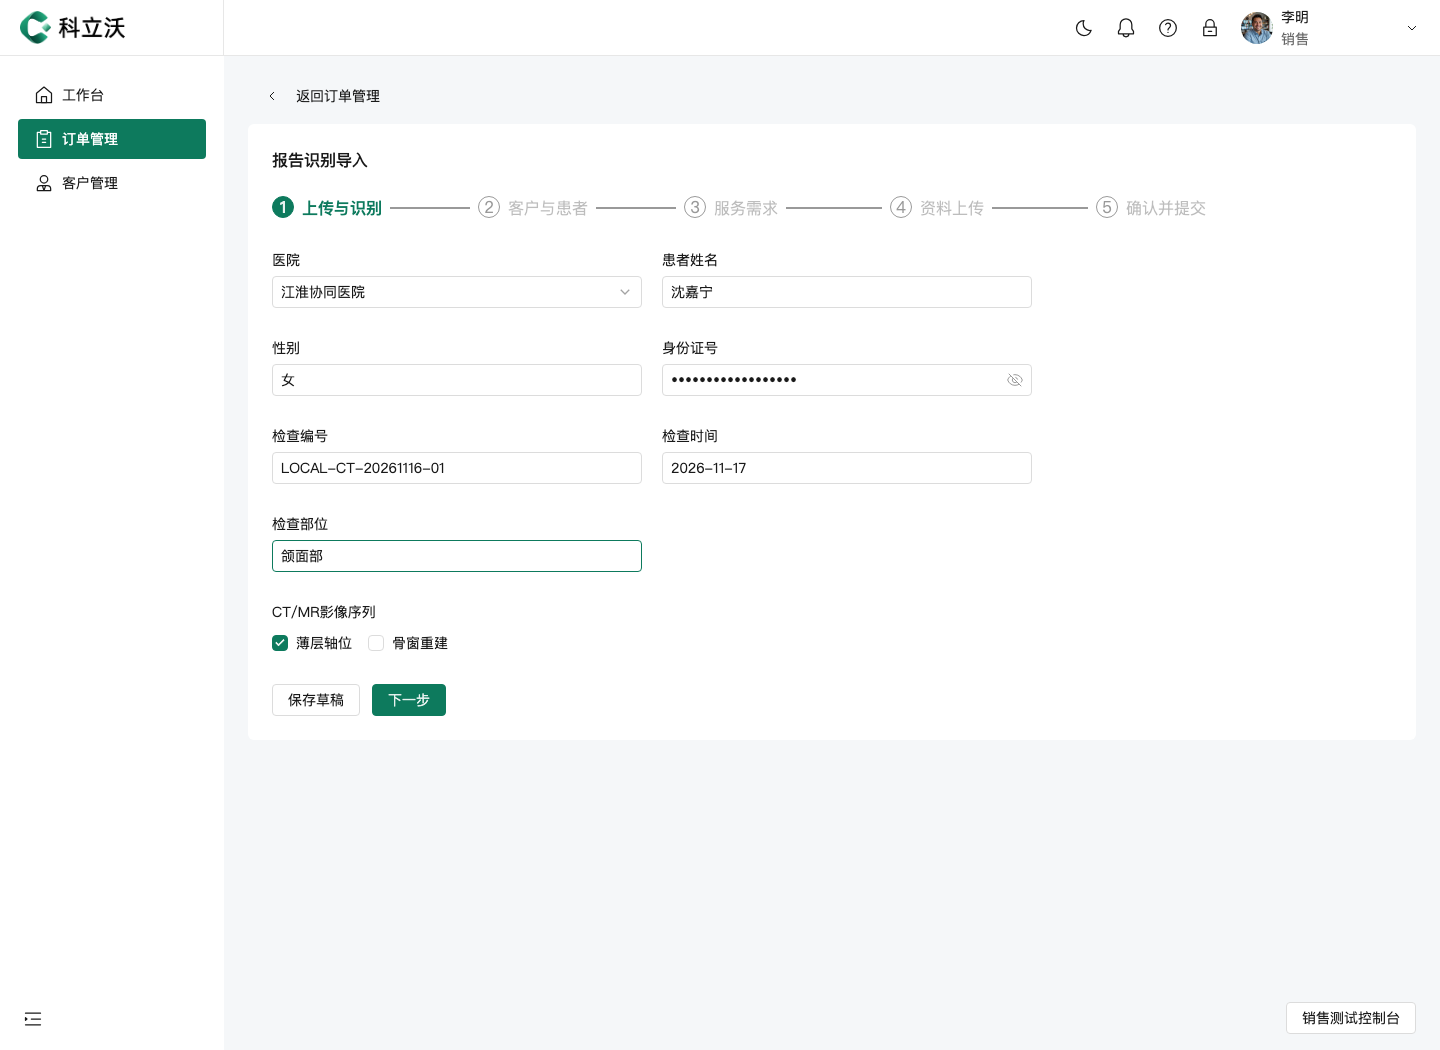 科立沃
李明
销售
工作台
订单管理
客户管理
返回订单管理
报告识别导入
1 上传与识别
2 客户与患者
3 服务需求
4 资料上传
5 确认并提交
医院
患者姓名
江淮协同医院
沈嘉宁
性别
身份证号
女
••••••••••••••••••
检查编号
检查时间
LOCAL-CT-20261116-01
2026-11-17
检查部位
颌面部
CT/MR影像序列
薄层轴位
骨窗重建
保存草稿
下一步
销售测试控制台